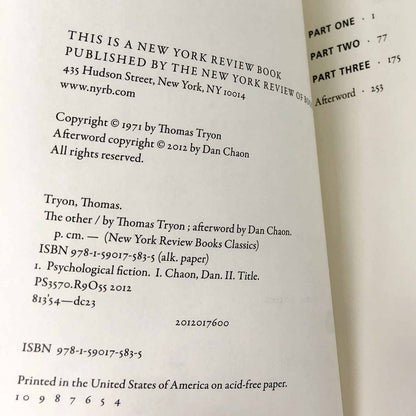 THIS IS A NEW YORK REVIEW BOOK
PUBLISHED BY THE NEW YORK REVIEW OF
435 Hudson Street, New York, NY 10014
www.nyrb.com
Copyright © 1971 by Thomas Tryon
Afterword copyright © 2012 by Dan Chaon
All rights reserved.
Tryon, Thomas.
The other / by Thomas Tryon ; afterword by Dan Chaon.
p. cm. — (New York Review Books Classics)
ISBN 978-1-59017-583-5 (alk. paper)
1. Psychological fiction. I. Chaon, Dan. II. Title.
PS3570.R9O55 2012
813'54—dc23
2012017600
ISBN 978-1-59017-583-5
Printed in the United States of America on acid-free paper.
10 9 8 7 6 5 4
PART ONE · 1
PART TWO · 77
PART THREE · 175
Afterword · 253